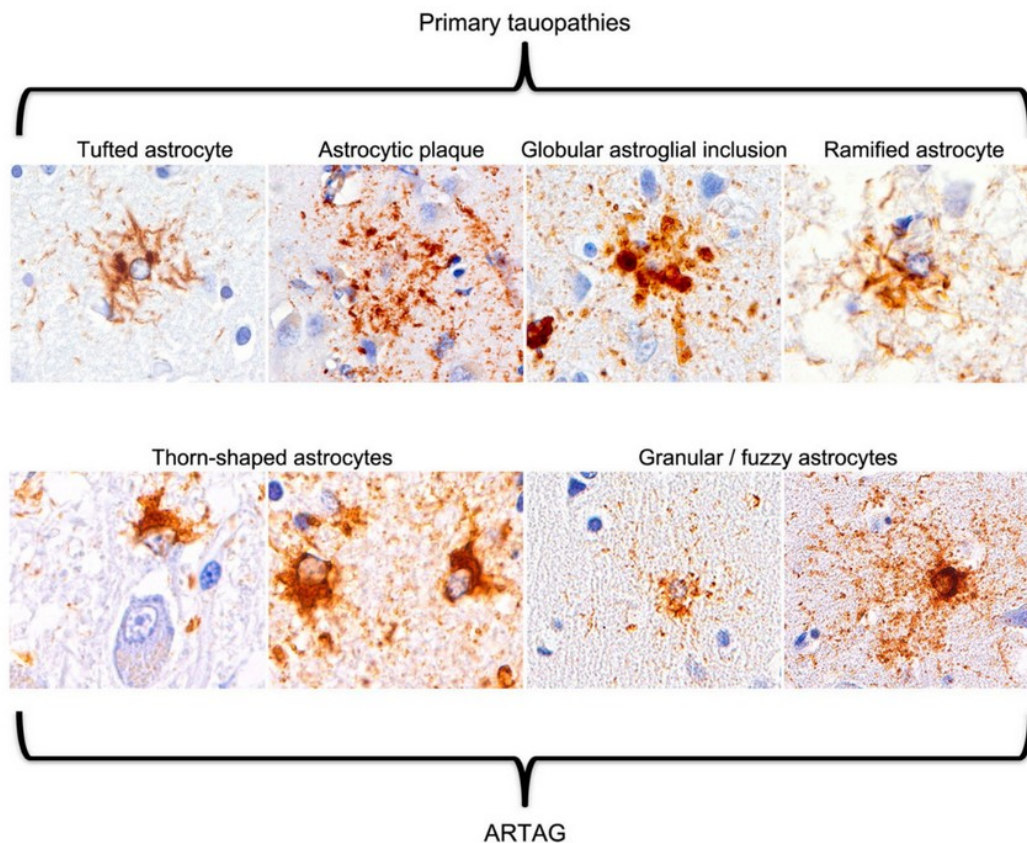 Primary tauopathies
Tufted astrocyte
Astrocytic plaque
Globular astroglial inclusion
Ramified astrocyte
Thorn-shaped astrocytes
Granular / fuzzy astrocytes
ARTAG